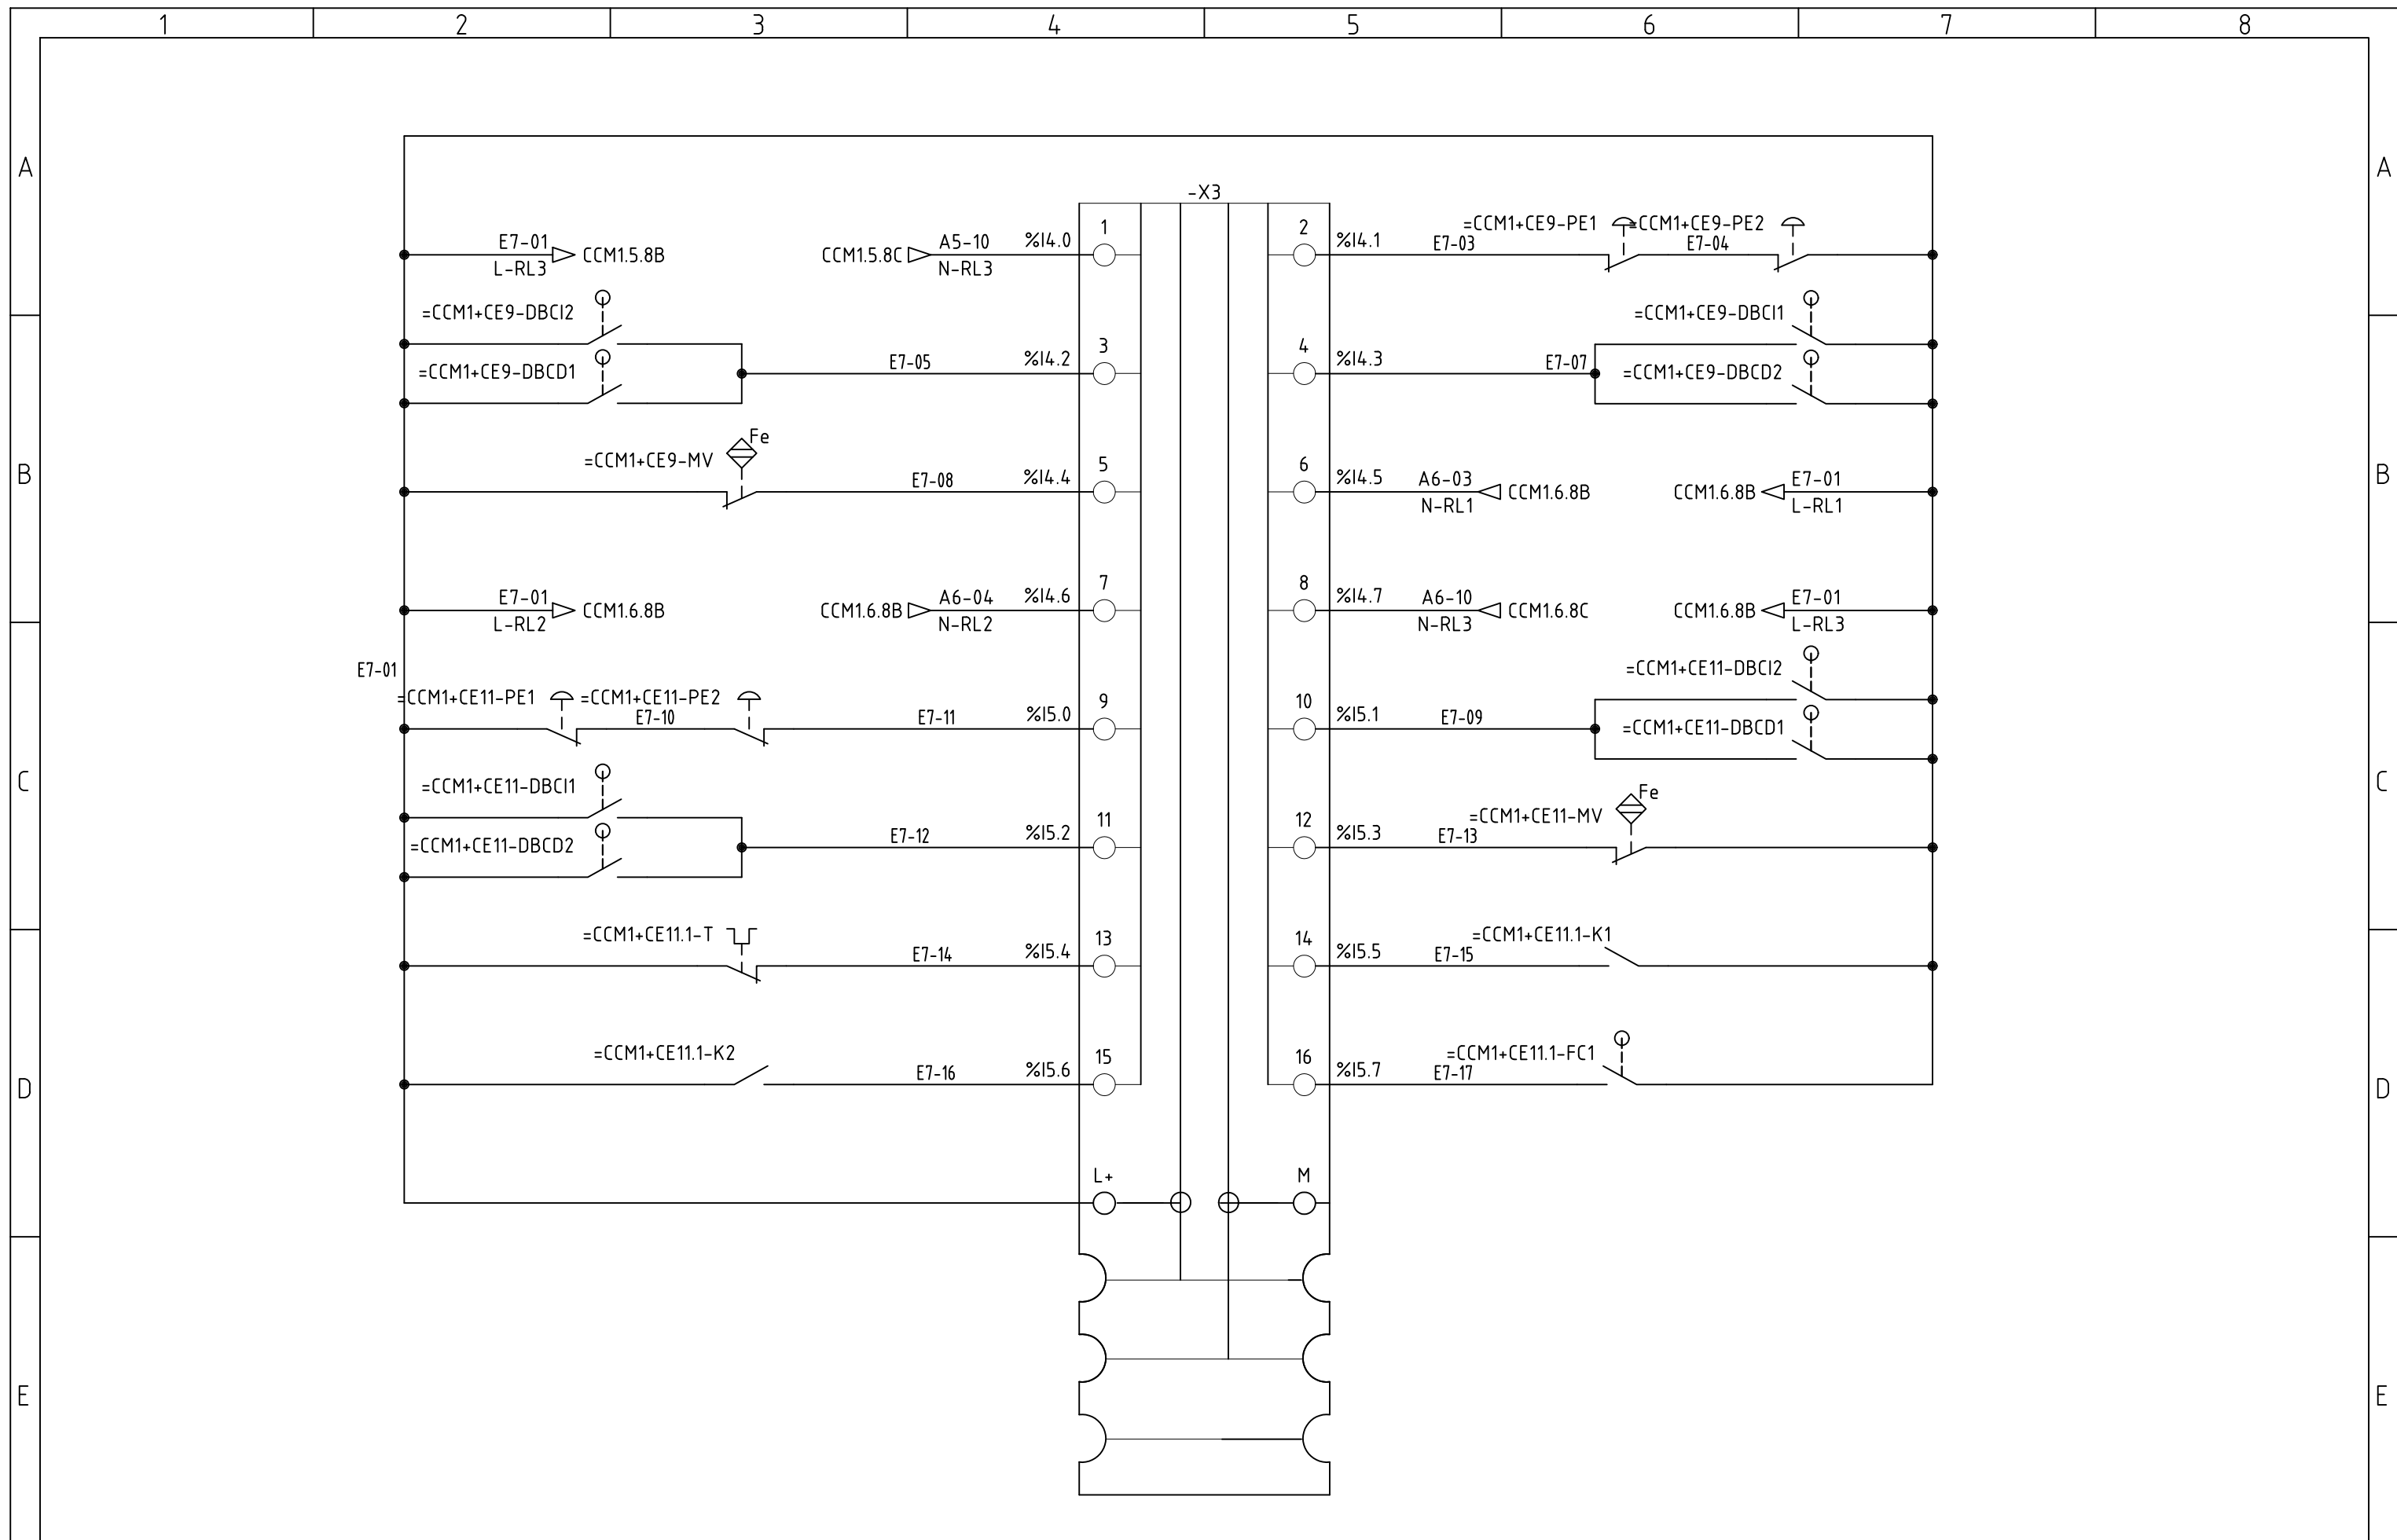 1 2 3 4 5 6 7 8
A A
-X3
1 2
=CCM1+CE9-PE1 =CCM1+CE9-PE2
E7-01 CCM1.5.8B CCM1.5.8C A5-10 %I4.0 %I4.1 E7-03 E7-04
L-RL3 N-RL3
=CCM1+CE9-DBCI2 =CCM1+CE9-DBCI1
3 4
=CCM1+CE9-DBCD1 E7-05 %I4.2 %I4.3 E7-07 =CCM1+CE9-DBCD2
Fe
=CCM1+CE9-MV
B B
5 6
E7-08 %I4.4 %I4.5 A6-03 CCM1.6.8B CCM1.6.8B E7-01
N-RL1 L-RL1
7 8
E7-01 CCM1.6.8B CCM1.6.8B A6-04 %I4.6 %I4.7 A6-10 CCM1.6.8C CCM1.6.8B E7-01
L-RL2 N-RL2 N-RL3 L-RL3
E7-01 =CCM1+CE11-DBCI2
=CCM1+CE11-PE1 =CCM1+CE11-PE2
9 10
E7-10 E7-11 %I5.0 %I5.1 E7-09 =CCM1+CE11-DBCD1
C C
=CCM1+CE11-DBCI1 Fe
=CCM1+CE11-MV
11 12
=CCM1+CE11-DBCD2 E7-12 %I5.2 %I5.3 E7-13
=CCM1+CE11.1-T =CCM1+CE11.1-K1
13 14
E7-14 %I5.4 %I5.5 E7-15
=CCM1+CE11.1-K2 =CCM1+CE11.1-FC1
15 16
E7-16 %I5.6 %I5.7 E7-17
D D
L+ M
E E